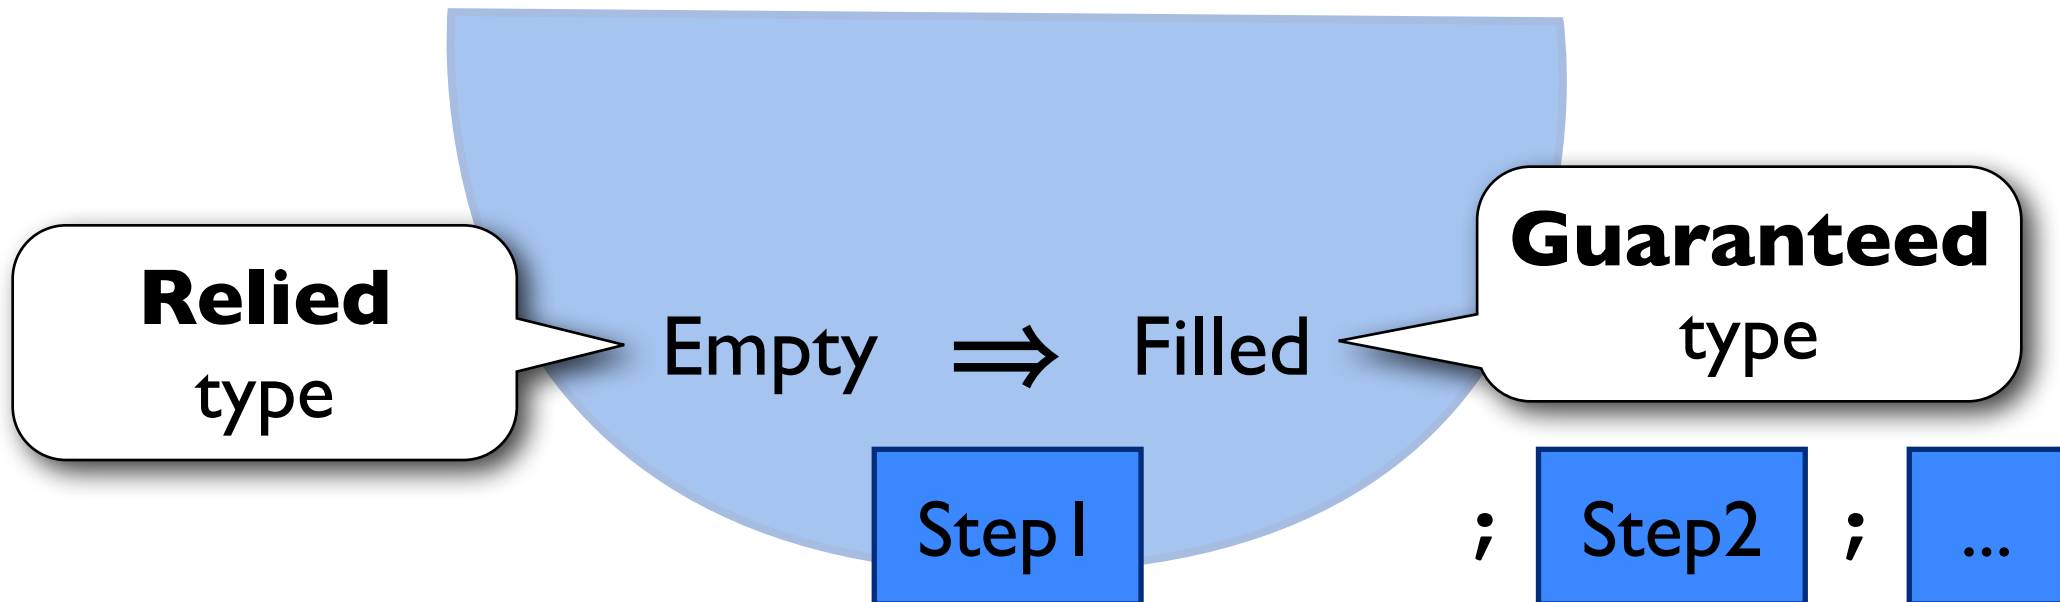 Relied
type
Empty ⇒ Filled
Guaranteed
type
Step1 ; Step2 ; ...